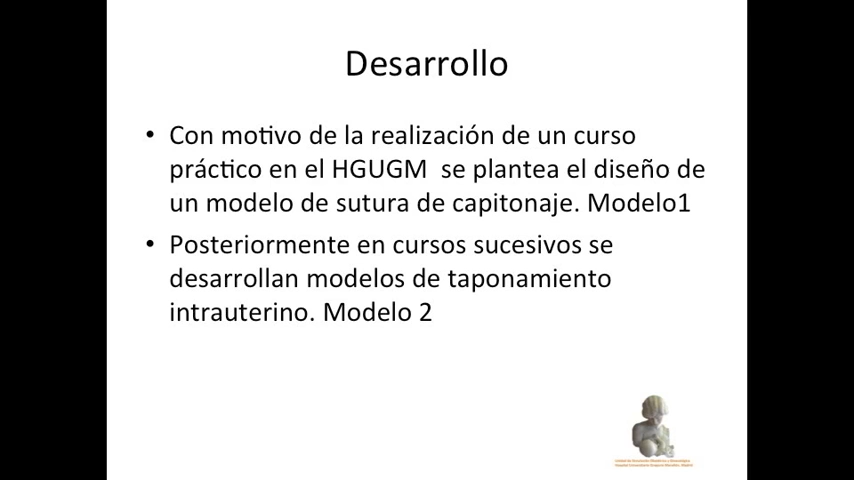 Desarrollo
• Con motivo de la realización de un curso
práctico en el HGUGM  se plantea el diseño de
un modelo de sutura de capitonaje. Modelo1
• Posteriormente en cursos sucesivos se
desarrollan modelos de taponamiento
intrauterino. Modelo 2